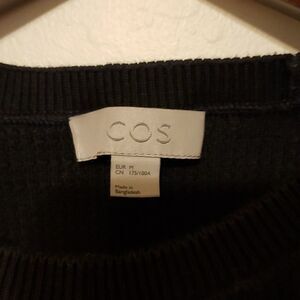 COS
EUR M
CN 175/100A
Made in
Bangladesh